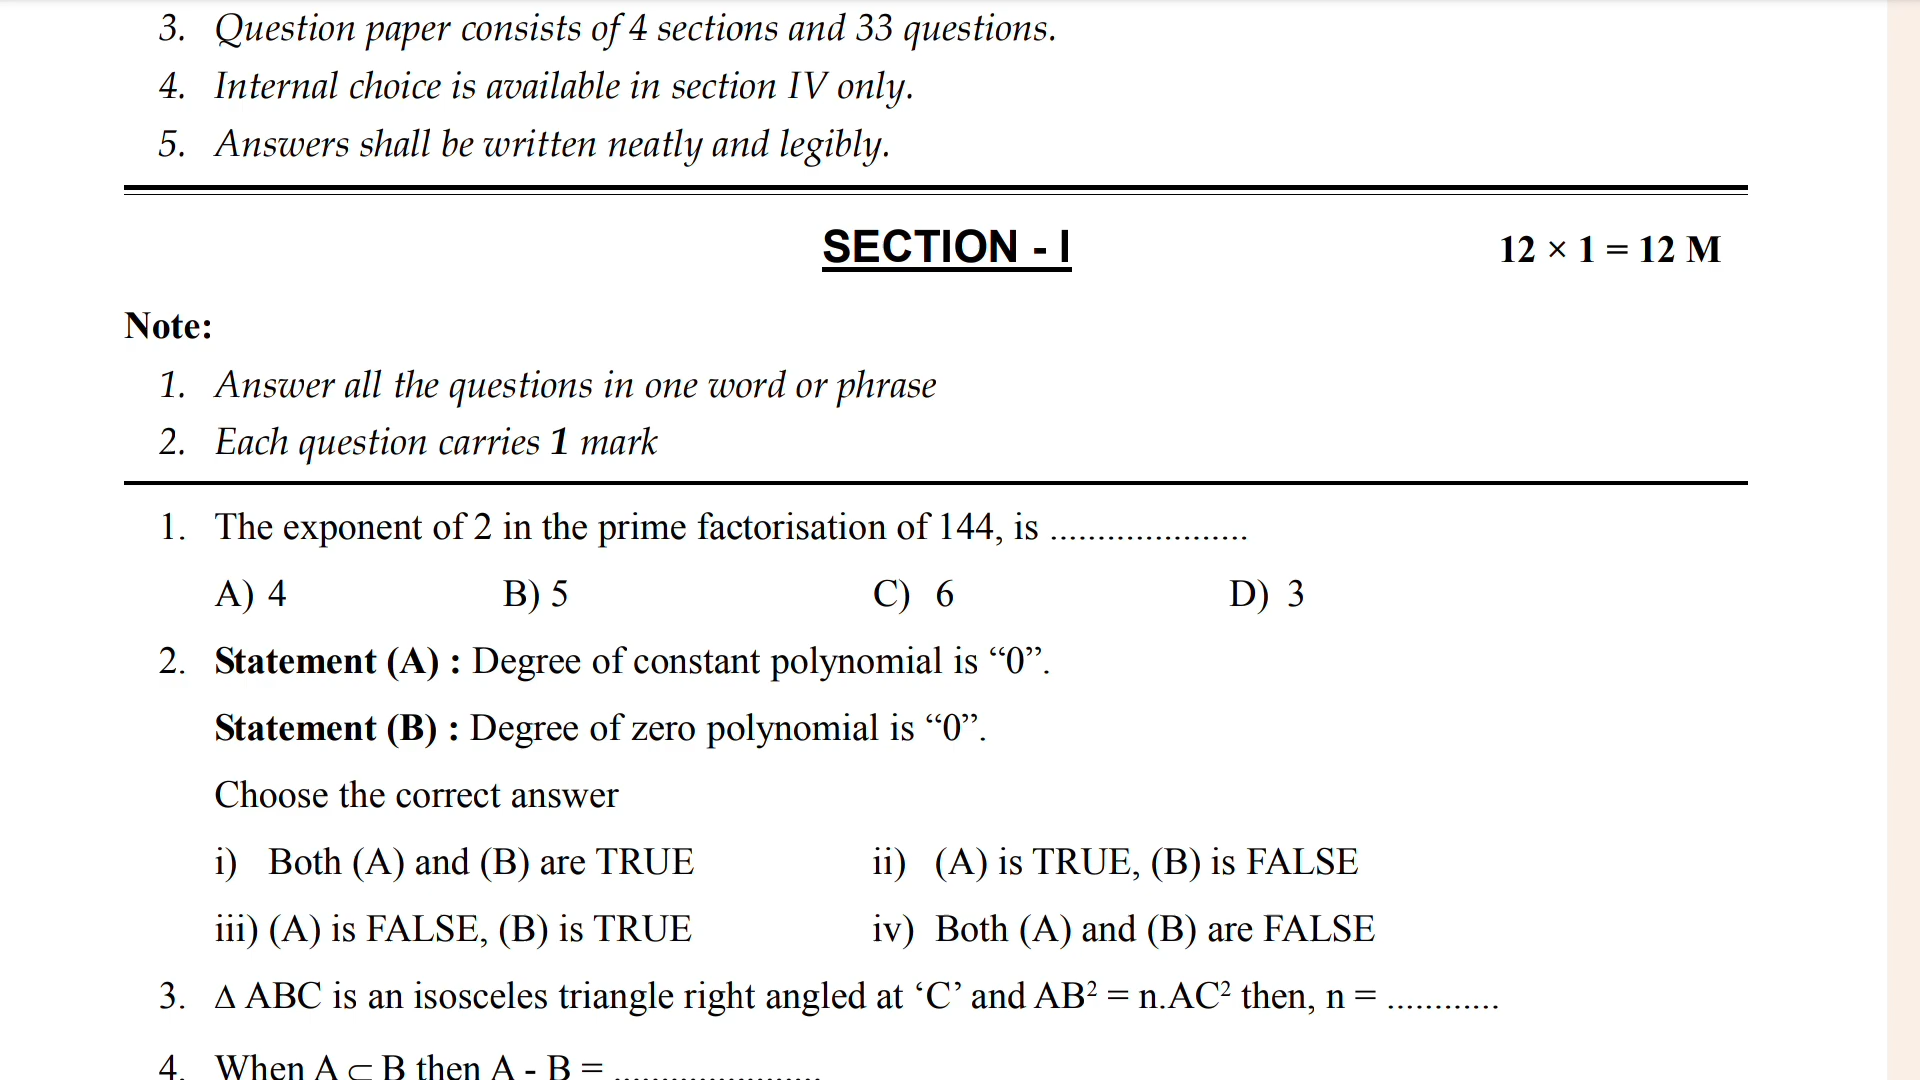 3. Question paper consists of 4 sections and 33 questions.
4. Internal choice is available in section IV only.
5. Answers shall be written neatly and legibly.
SECTION - I 12 × 1 = 12 M
Note:
1. Answer all the questions in one word or phrase
2. Each question carries 1 mark
1. The exponent of 2 in the prime factorisation of 144, is .....................
A) 4 B) 5 C) 6 D) 3
2. Statement (A) : Degree of constant polynomial is “0”.
Statement (B) : Degree of zero polynomial is “0”.
Choose the correct answer
i) Both (A) and (B) are TRUE ii) (A) is TRUE, (B) is FALSE
iii) (A) is FALSE, (B) is TRUE iv) Both (A) and (B) are FALSE
3. Δ ABC is an isosceles triangle right angled at ‘C’ and AB² = n.AC² then, n = ............
4. When A ⊂ B then A - B = ......................